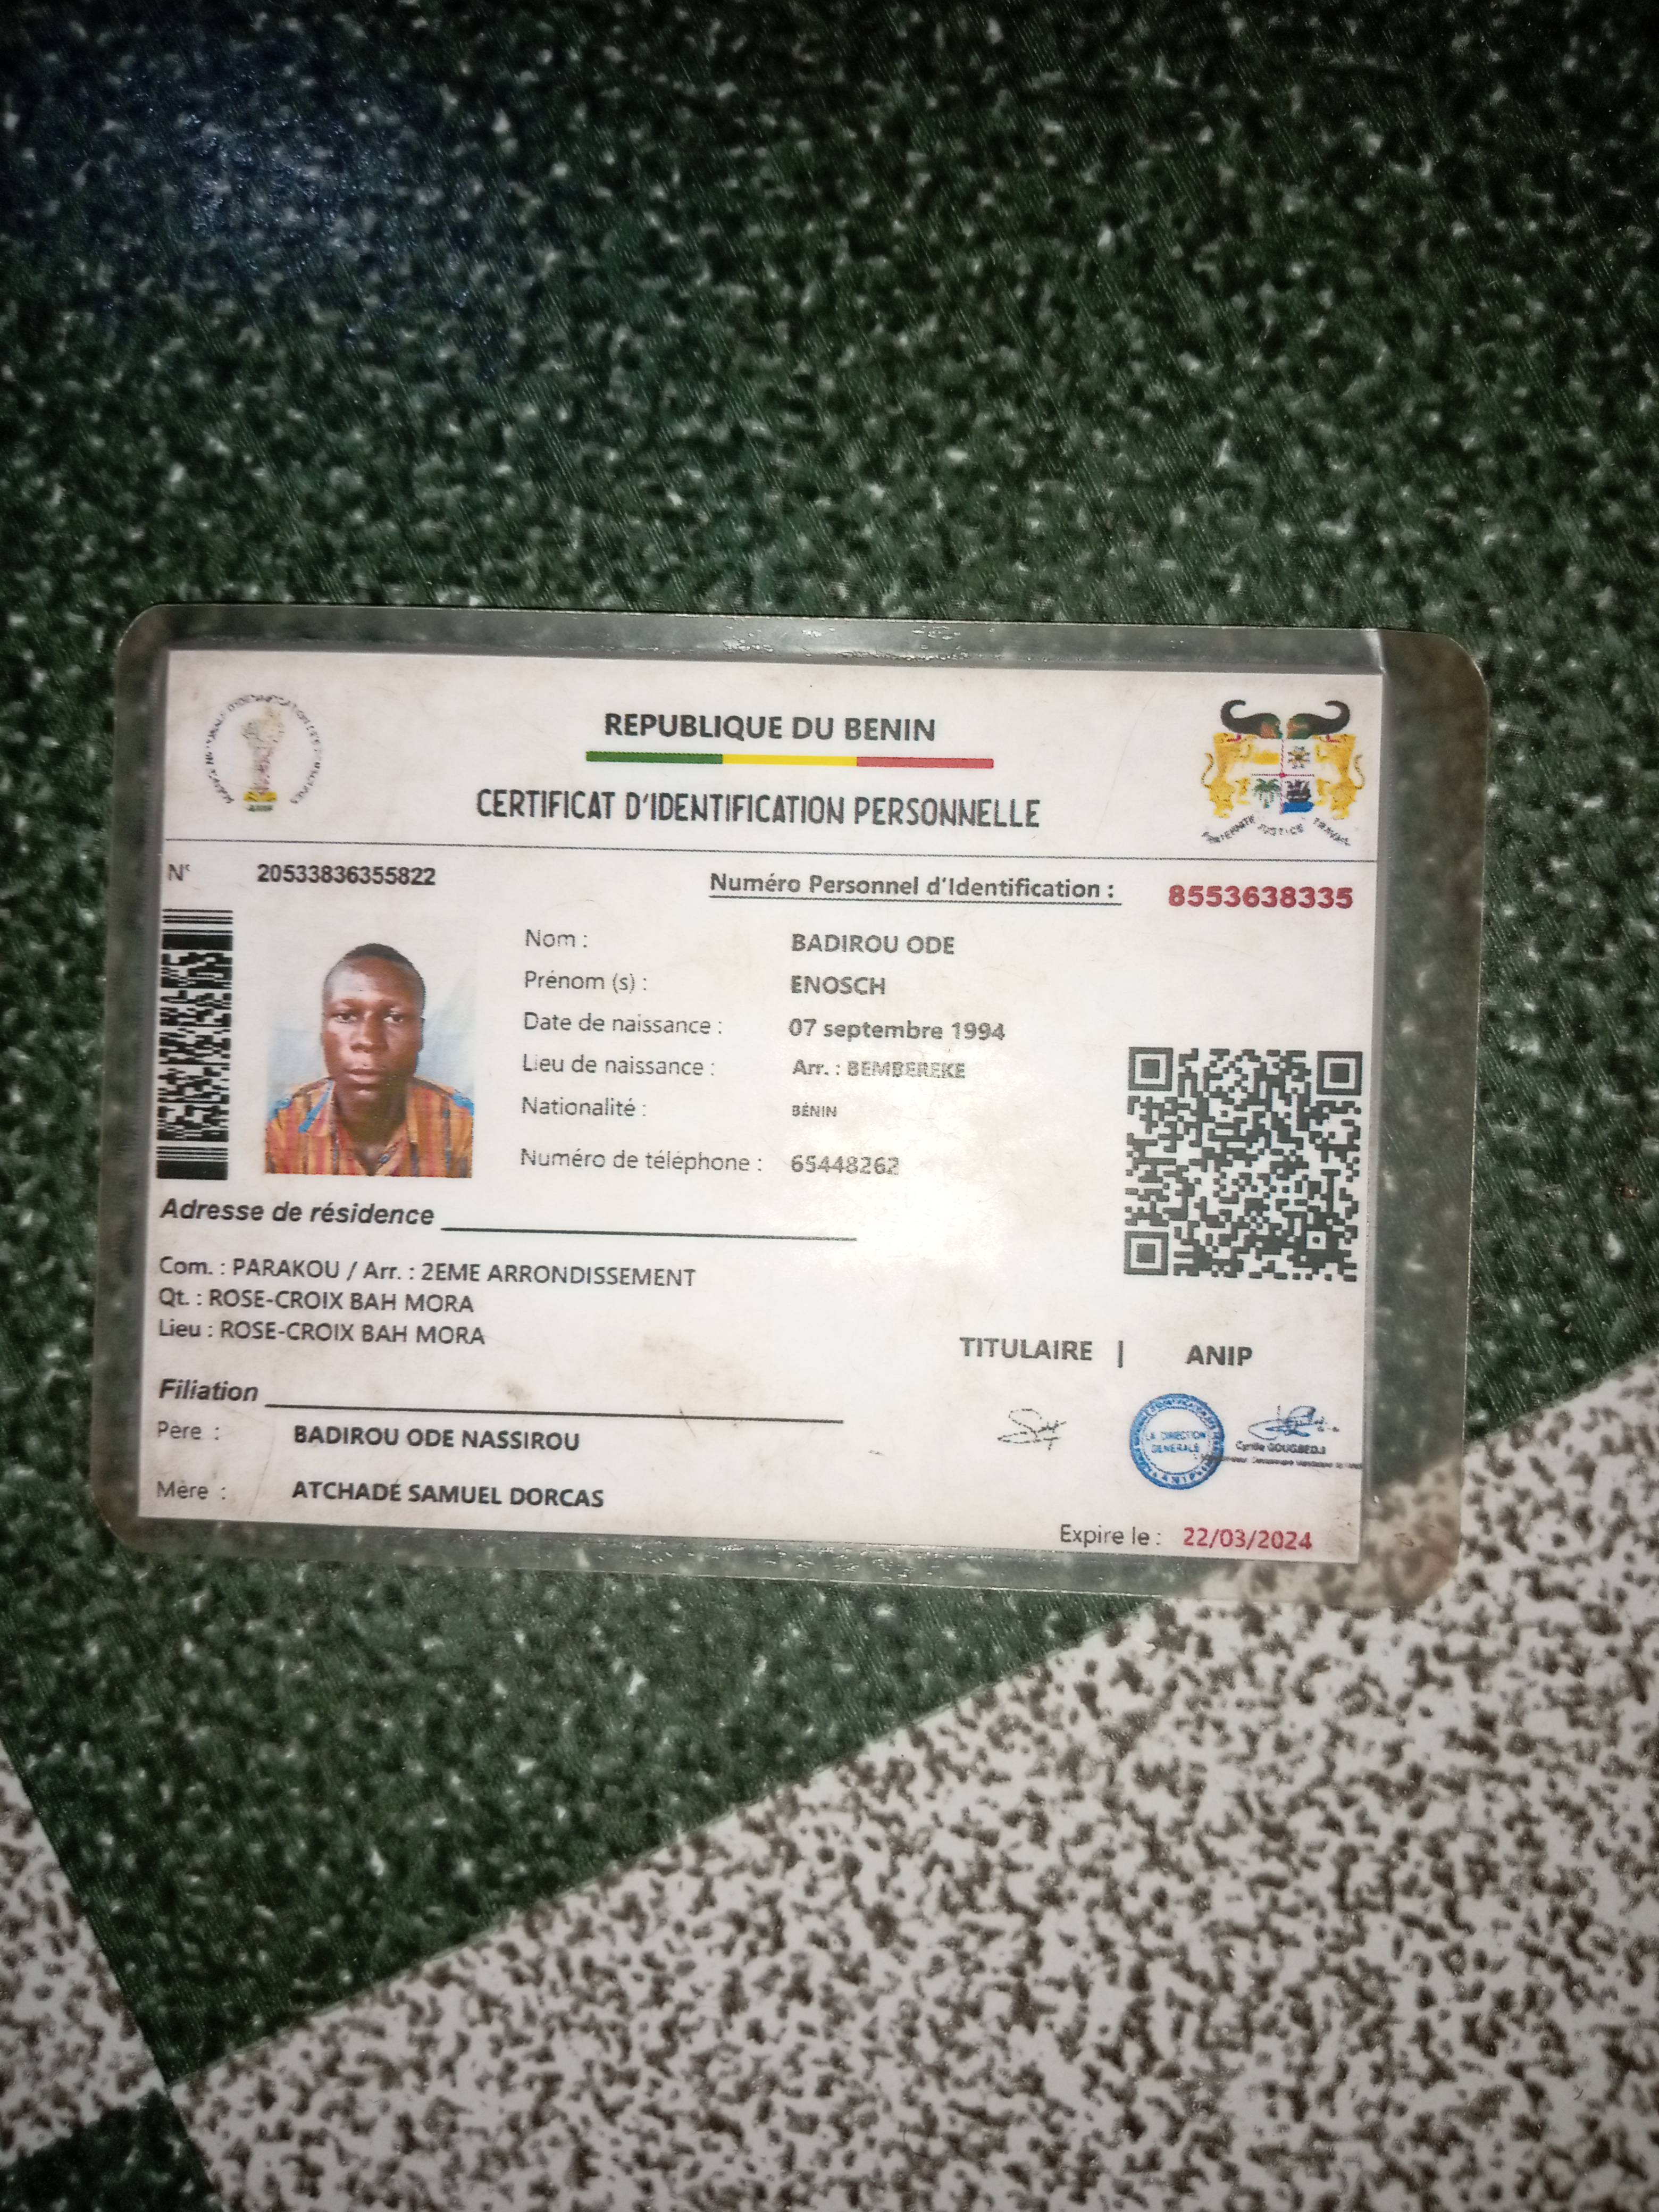 REPUBLIQUE DU BENIN
CERTIFICAT D'IDENTIFICATION PERSONNELLE
FRATERNITE JUSTICE TRAVAIL
N° 20533836355822
Numéro Personnel d'Identification : 8553638335
Nom : BADIROU ODE
Prénom (s) : ENOSCH
Date de naissance : 07 septembre 1994
Lieu de naissance : Arr. : BEMBEREKE
Nationalité : BÉNIN
Numéro de téléphone : 65448262
Adresse de résidence
Com. : PARAKOU / Arr. : 2EME ARRONDISSEMENT
Qt. : ROSE-CROIX BAH MORA
Lieu : ROSE-CROIX BAH MORA
TITULAIRE | ANIP
Filiation
Père : BADIROU ODE NASSIROU
LA DIRECTION GENERALE
Cyrille GOUGBEDJI
Mère : ATCHADÉ SAMUEL DORCAS
Expire le : 22/03/2024